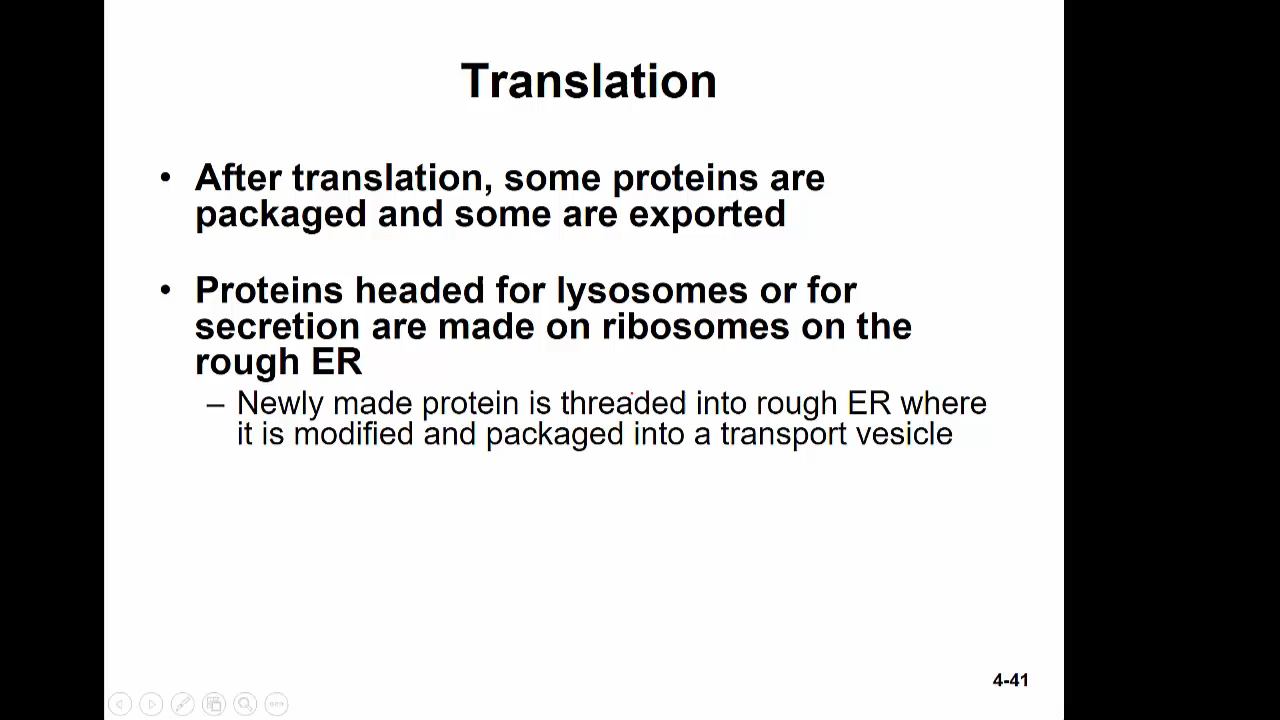 Translation
• After translation, some proteins are
packaged and some are exported
• Proteins headed for lysosomes or for
secretion are made on ribosomes on the
rough ER
– Newly made protein is threaded into rough ER where
it is modified and packaged into a transport vesicle
4-41